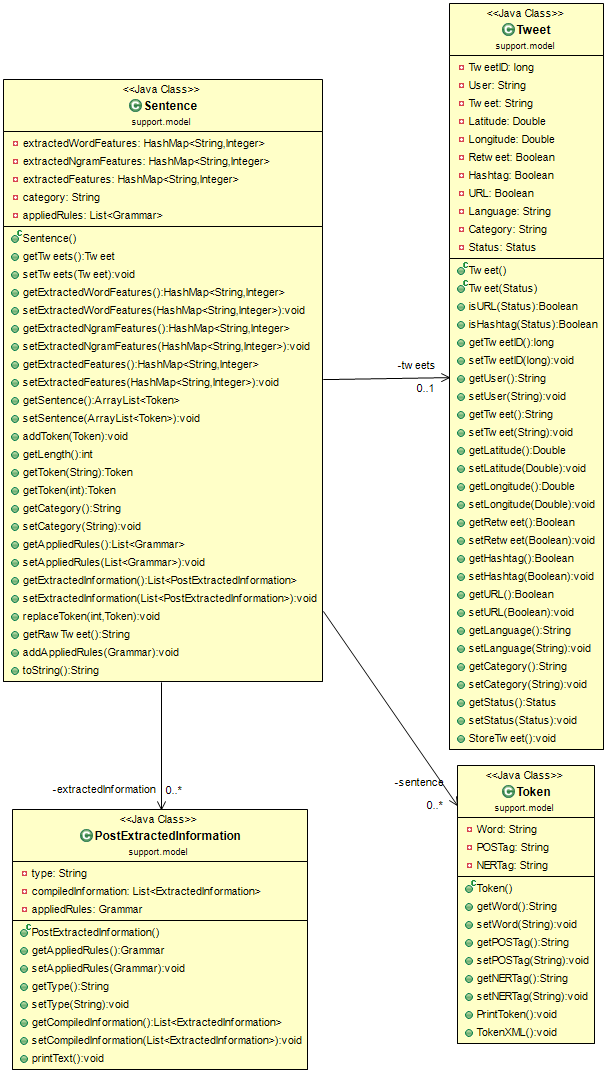 <<Java Class>>
Sentence
support.model
extractedWordFeatures: HashMap<String,Integer>
extractedNgramFeatures: HashMap<String,Integer>
extractedFeatures: HashMap<String,Integer>
category: String
appliedRules: List<Grammar>
Sentence()
getTweets():Tweet
setTweets(Tweet):void
getExtractedWordFeatures():HashMap<String,Integer>
setExtractedWordFeatures(HashMap<String,Integer>):void
getExtractedNgramFeatures():HashMap<String,Integer>
setExtractedNgramFeatures(HashMap<String,Integer>):void
getExtractedFeatures():HashMap<String,Integer>
setExtractedFeatures(HashMap<String,Integer>):void
getSentence():ArrayList<Token>
setSentence(ArrayList<Token>):void
addToken(Token):void
getLength():int
getToken(String):Token
getToken(int):Token
getCategory():String
setCategory(String):void
getAppliedRules():List<Grammar>
setAppliedRules(List<Grammar>):void
getExtractedInformation():List<PostExtractedInformation>
setExtractedInformation(List<PostExtractedInformation>):void
replaceToken(int,Token):void
getRawTweet():String
addAppliedRules(Grammar):void
toString():String
-tweets
0..1
<<Java Class>>
Tweet
support.model
TweetID: long
User: String
Tweet: String
Latitude: Double
Longitude: Double
Retweet: Boolean
Hashtag: Boolean
URL: Boolean
Language: String
Category: String
Status: Status
Tweet()
Tweet(Status)
isURL(Status):Boolean
isHashtag(Status):Boolean
getTweetID():long
setTweetID(long):void
getUser():String
setUser(String):void
getTweet():String
setTweet(String):void
getLatitude():Double
setLatitude(Double):void
getLongitude():Double
setLongitude(Double):void
getRetweet():Boolean
setRetweet(Boolean):void
getHashtag():Boolean
setHashtag(Boolean):void
getURL():Boolean
setURL(Boolean):void
getLanguage():String
setLanguage(String):void
getCategory():String
setCategory(String):void
getStatus():Status
setStatus(Status):void
StoreTweet():void
-extractedInformation
0..*
<<Java Class>>
PostExtractedInformation
support.model
type: String
compiledInformation: List<ExtractedInformation>
appliedRules: Grammar
PostExtractedInformation()
getAppliedRules():Grammar
setAppliedRules(Grammar):void
getType():String
setType(String):void
getCompiledInformation():List<ExtractedInformation>
setCompiledInformation(List<ExtractedInformation>):void
printText():void
-sentence
0..*
<<Java Class>>
Token
support.model
Word: String
POSTag: String
NERTag: String
Token()
getWord():String
setWord(String):void
getPOSTag():String
setPOSTag(String):void
getNERTag():String
setNERTag(String):void
PrintToken():void
TokenXML():void